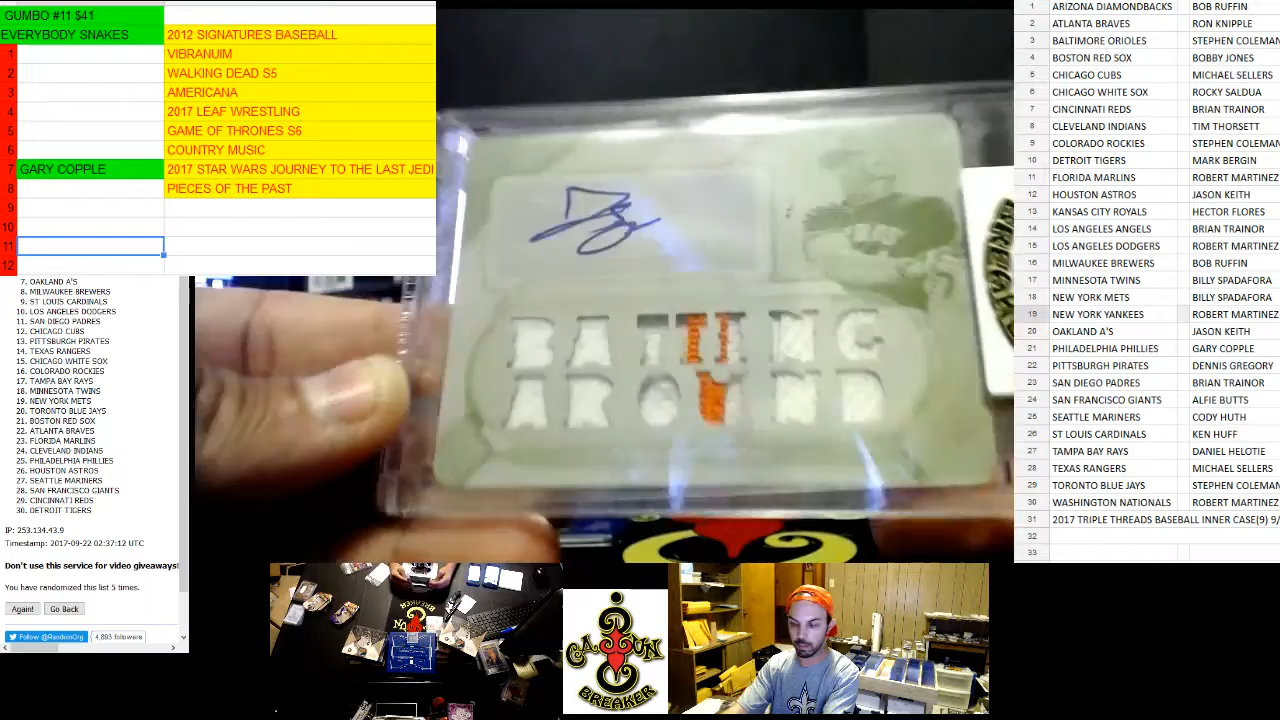 GUMBO #11 $41
EVERYBODY SNAKES 2012 SIGNATURES BASEBALL
1 VIBRANUIM
2 WALKING DEAD S5
3 AMERICANA
4 2017 LEAF WRESTLING
5 GAME OF THRONES S6
6 COUNTRY MUSIC
7 GARY COPPLE 2017 STAR WARS JOURNEY TO THE LAST JEDI
8 PIECES OF THE PAST
9
10
11
12
7. OAKLAND A'S
8. MILWAUKEE BREWERS
9. ST LOUIS CARDINALS
10. LOS ANGELES DODGERS
11. SAN DIEGO PADRES
12. CHICAGO CUBS
13. PITTSBURGH PIRATES
14. TEXAS RANGERS
15. CHICAGO WHITE SOX
16. COLORADO ROCKIES
17. TAMPA BAY RAYS
18. MINNESOTA TWINS
19. NEW YORK METS
20. TORONTO BLUE JAYS
21. BOSTON RED SOX
22. ATLANTA BRAVES
23. FLORIDA MARLINS
24. CLEVELAND INDIANS
25. PHILADELPHIA PHILLIES
26. HOUSTON ASTROS
27. SEATTLE MARINERS
28. SAN FRANCISCO GIANTS
29. CINCINNATI REDS
30. DETROIT TIGERS
IP: 253.134.43.9
Timestamp: 2017-09-22 02:37:12 UTC
Don't use this service for video giveaways!
You have randomized this list 5 times.
Again! Go Back
Follow @RandomOrg 4,893 followers
BATTING
AROUND
CAJUN
BREAKER
1 ARIZONA DIAMONDBACKS BOB RUFFIN
2 ATLANTA BRAVES RON KNIPPLE
3 BALTIMORE ORIOLES STEPHEN COLEMAN
4 BOSTON RED SOX BOBBY JONES
5 CHICAGO CUBS MICHAEL SELLERS
6 CHICAGO WHITE SOX ROCKY SALDUA
7 CINCINNATI REDS BRIAN TRAINOR
8 CLEVELAND INDIANS TIM THORSETT
9 COLORADO ROCKIES STEPHEN COLEMAN
10 DETROIT TIGERS MARK BERGIN
11 FLORIDA MARLINS ROBERT MARTINEZ
12 HOUSTON ASTROS JASON KEITH
13 KANSAS CITY ROYALS HECTOR FLORES
14 LOS ANGELES ANGELS BRIAN TRAINOR
15 LOS ANGELES DODGERS ROBERT MARTINEZ
16 MILWAUKEE BREWERS BOB RUFFIN
17 MINNESOTA TWINS BILLY SPADAFORA
18 NEW YORK METS BILLY SPADAFORA
19 NEW YORK YANKEES ROBERT MARTINEZ
20 OAKLAND A'S JASON KEITH
21 PHILADELPHIA PHILLIES GARY COPPLE
22 PITTSBURGH PIRATES DENNIS GREGORY
23 SAN DIEGO PADRES BRIAN TRAINOR
24 SAN FRANCISCO GIANTS ALFIE BUTTS
25 SEATTLE MARINERS CODY HUTH
26 ST LOUIS CARDINALS KEN HUFF
27 TAMPA BAY RAYS DANIEL HELOTIE
28 TEXAS RANGERS MICHAEL SELLERS
29 TORONTO BLUE JAYS STEPHEN COLEMAN
30 WASHINGTON NATIONALS ROBERT MARTINEZ
31 2017 TRIPLE THREADS BASEBALL INNER CASE(9) 9/
32
33